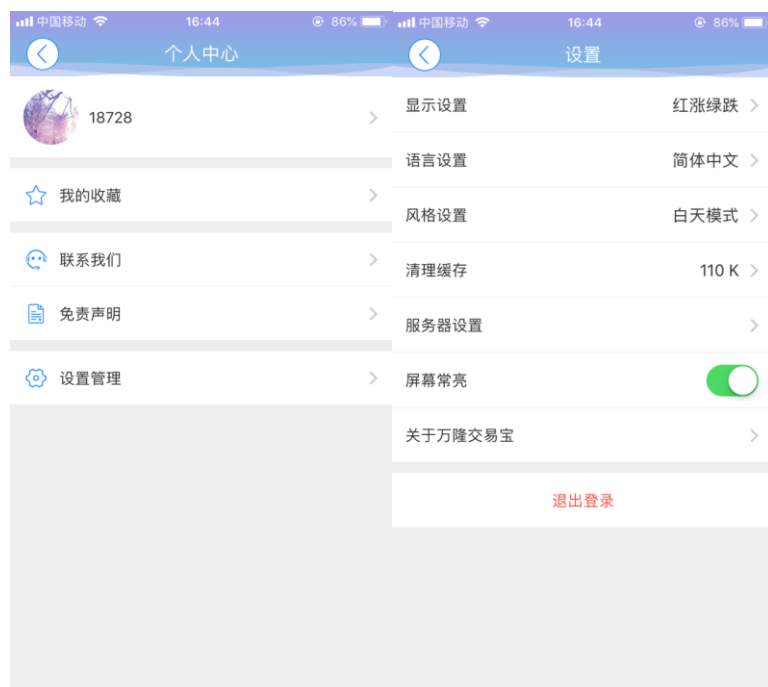 中国移动 16:44 86%
个人中心
18728
我的收藏
联系我们
免责声明
设置管理
中国移动 16:44 86%
设置
显示设置 红涨绿跌
语言设置 简体中文
风格设置 白天模式
清理缓存 110 K
服务器设置
屏幕常亮
关于万隆交易宝
退出登录